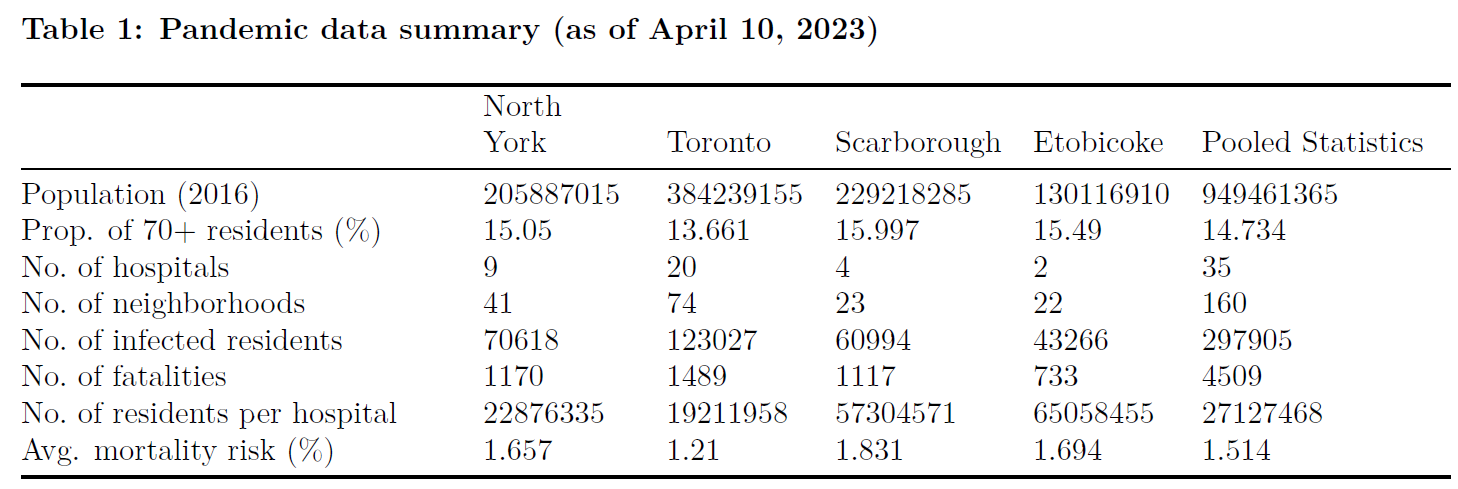 Table 1: Pandemic data summary (as of April 10, 2023)
North
York Toronto Scarborough Etobicoke Pooled Statistics
Population (2016) 205887015 384239155 229218285 130116910 949461365
Prop. of 70+ residents (%) 15.05 13.661 15.997 15.49 14.734
No. of hospitals 9 20 4 2 35
No. of neighborhoods 41 74 23 22 160
No. of infected residents 70618 123027 60994 43266 297905
No. of fatalities 1170 1489 1117 733 4509
No. of residents per hospital 22876335 19211958 57304571 65058455 27127468
Avg. mortality risk (%) 1.657 1.21 1.831 1.694 1.514